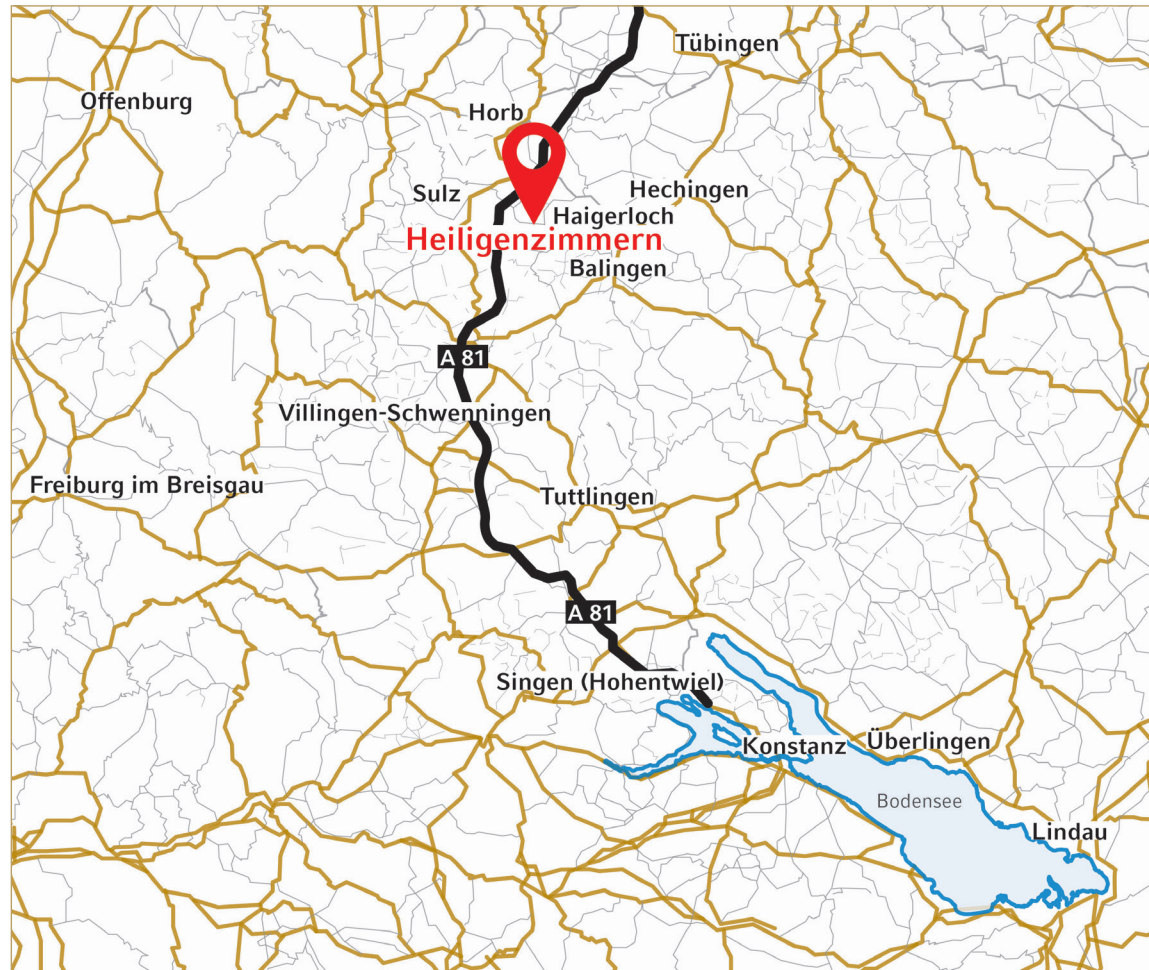 Tübingen
Offenburg
Horb
Hechingen
Sulz
Haigerloch
Heiligenzimmern
Balingen
A 81
Villingen-Schwenningen
Freiburg im Breisgau
Tuttlingen
A 81
Singen (Hohentwiel)
Überlingen
Konstanz
Bodensee
Lindau